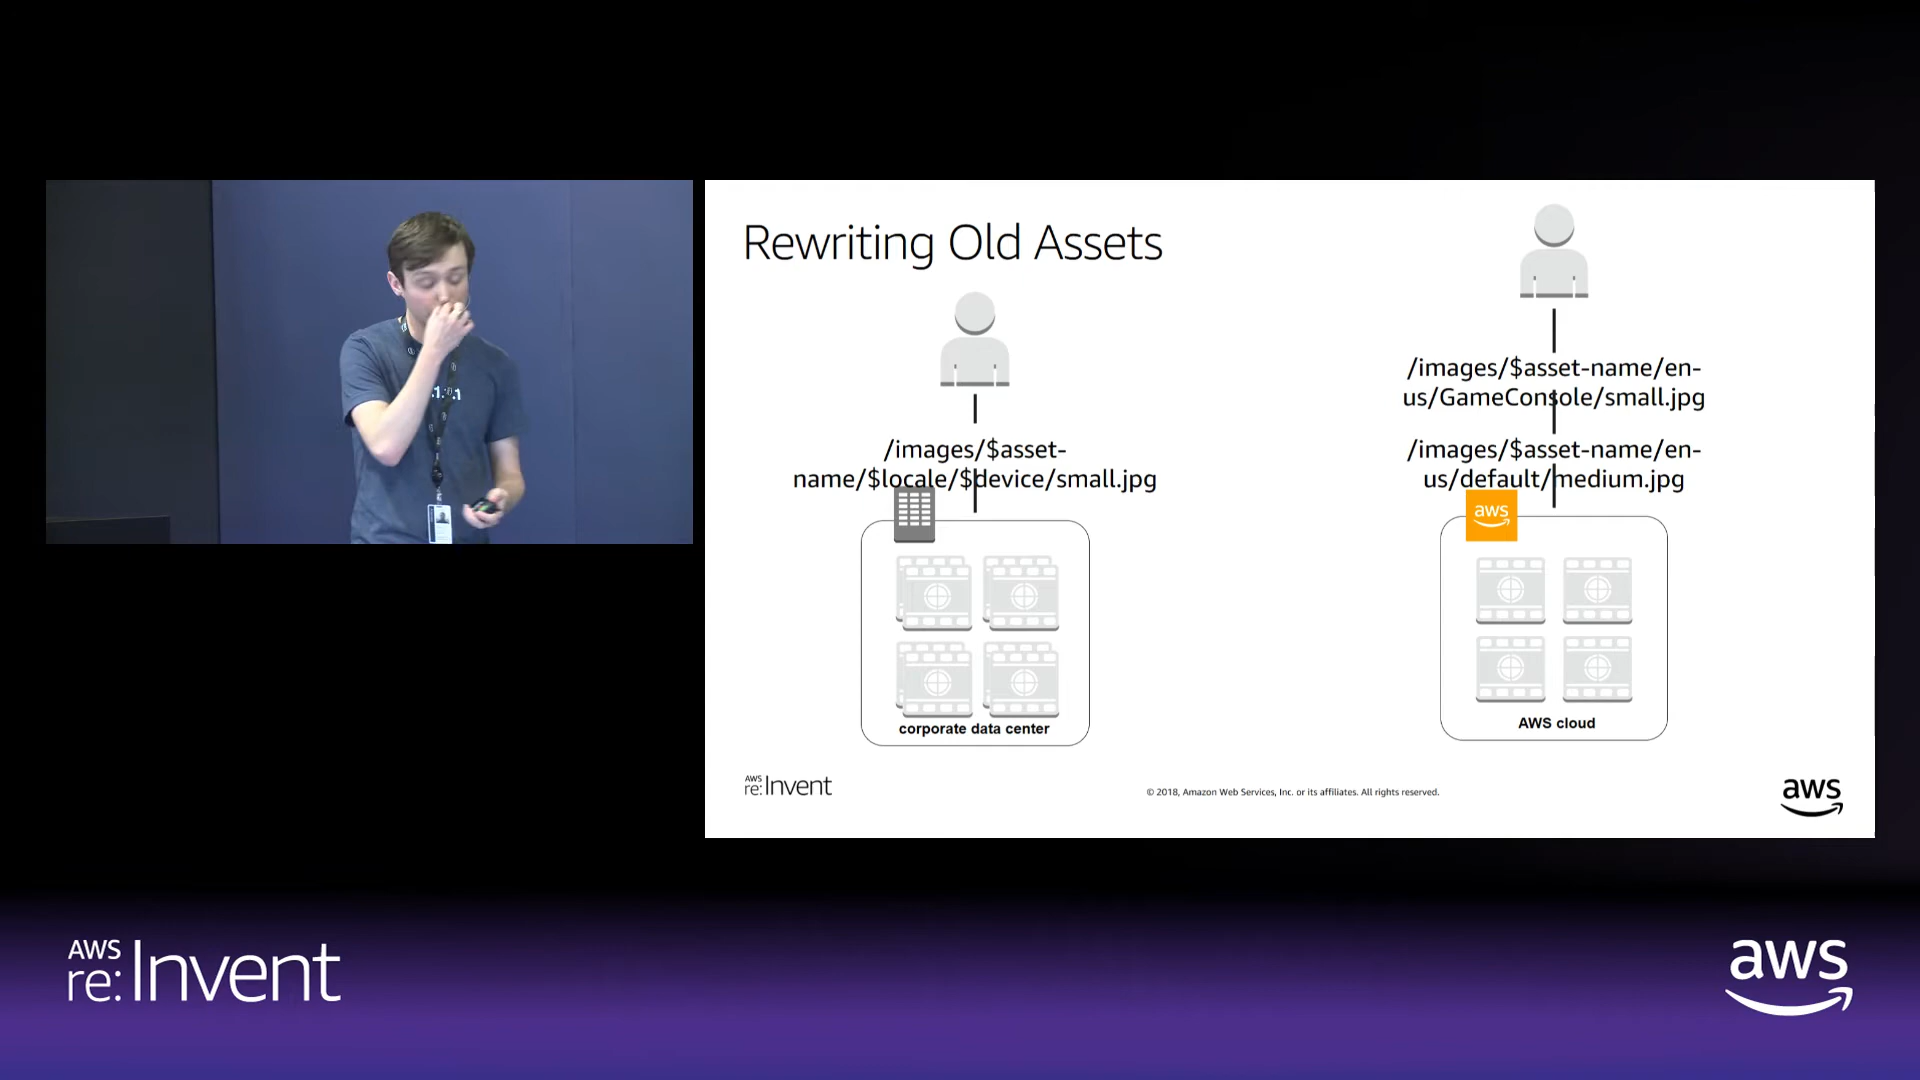 Rewriting Old Assets
/images/$asset-
name/$locale/$device/small.jpg
corporate data center
/images/$asset-name/en-
us/GameConsole/small.jpg
/images/$asset-name/en-
us/default/medium.jpg
aws
AWS cloud
AWS
re:Invent
© 2018, Amazon Web Services, Inc. or its affiliates. All rights reserved.
aws
AWS
re:Invent
aws